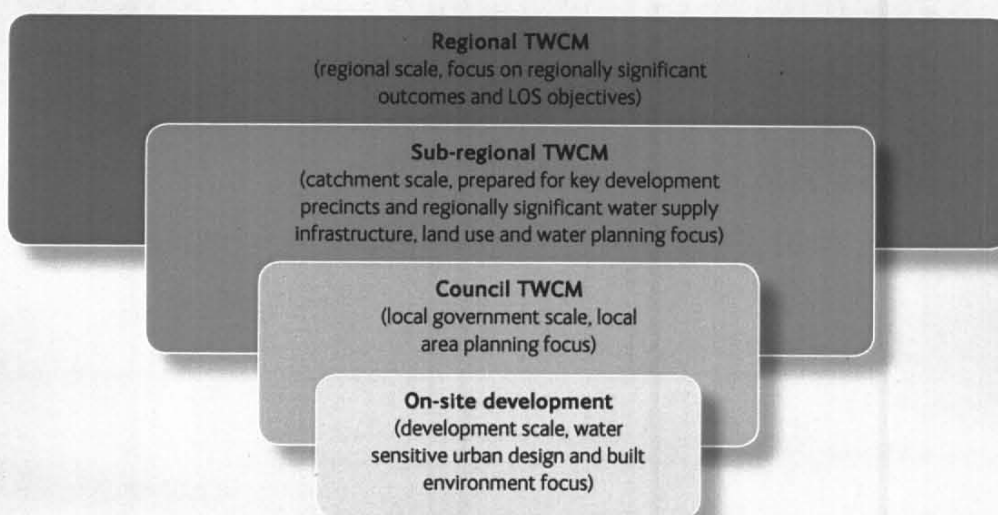 Regional TWCM
(regional scale, focus on regionally significant
outcomes and LOS objectives)
Sub-regional TWCM
(catchment scale, prepared for key development
precincts and regionally significant water supply
infrastructure, land use and water planning focus)
Council TWCM
(local government scale, local
area planning focus)
On-site development
(development scale, water
sensitive urban design and built
environment focus)